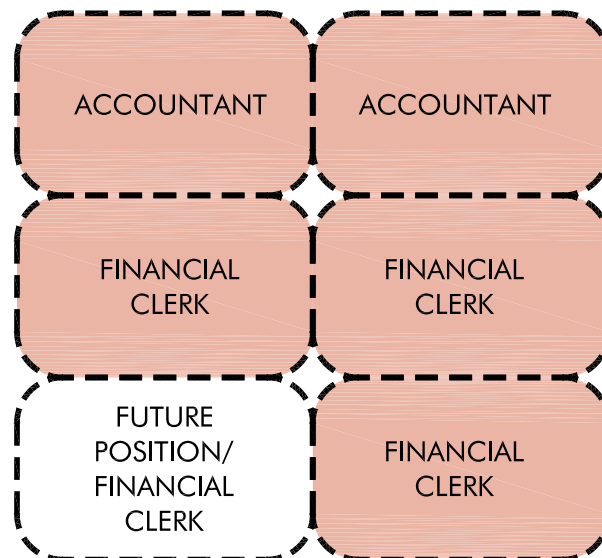 ACCOUNTANT
ACCOUNTANT
FINANCIAL
CLERK
FINANCIAL
CLERK
FUTURE
POSITION/
FINANCIAL
CLERK
FINANCIAL
CLERK